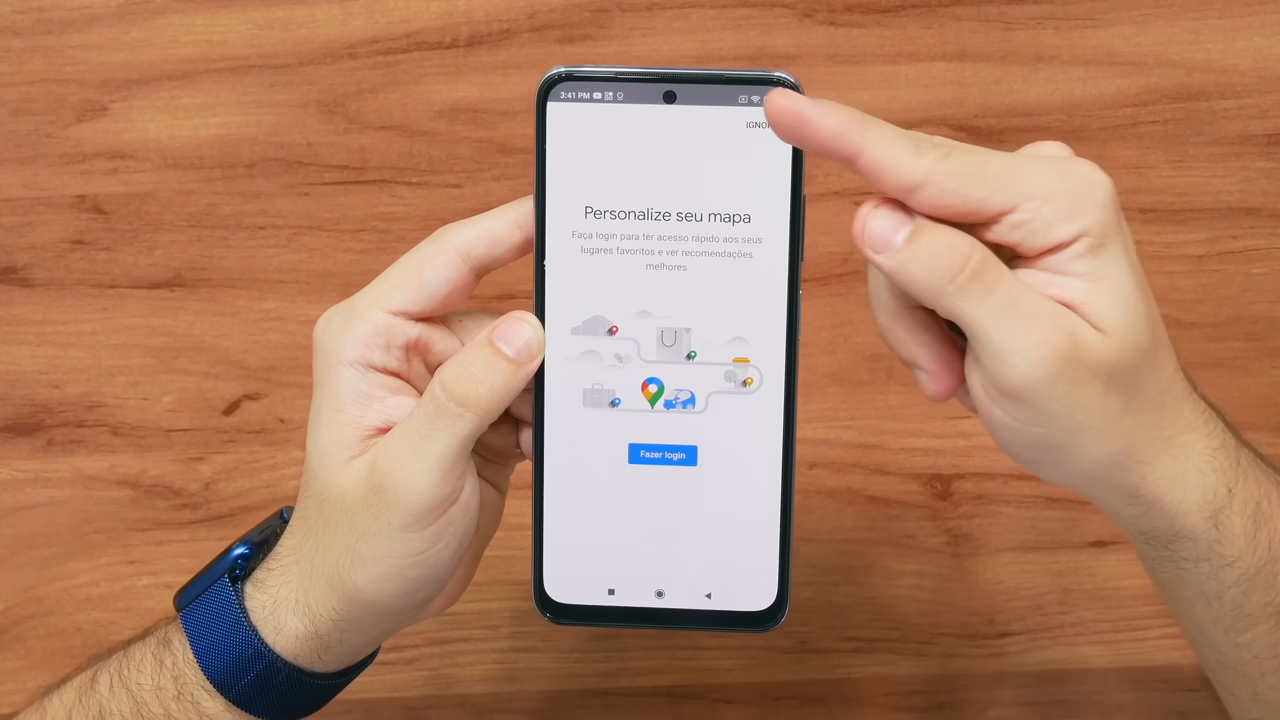 3:41 PM
Personalize seu mapa
Faça login para ter acesso rápido aos seus
lugares favoritos e ver recomendações
melhores
Fazer login